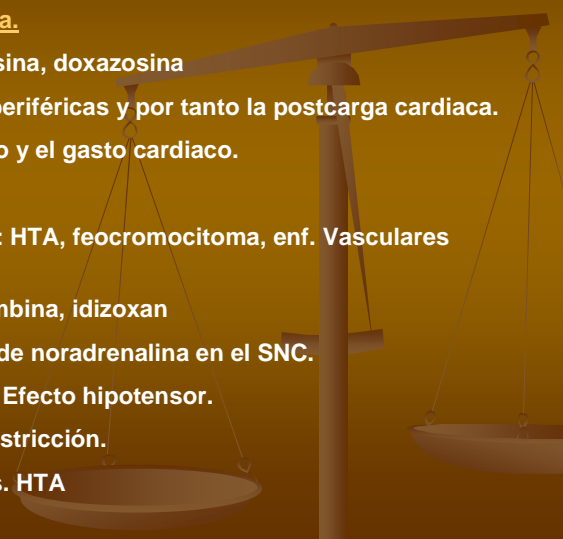 a.
sina, doxazosina
periféricas y por tanto la postcarga cardiaca.
o y el gasto cardiaco.
: HTA, feocromocitoma, enf. Vasculares
mbina, idizoxan
de noradrenalina en el SNC.
Efecto hipotensor.
stricción.
s. HTA